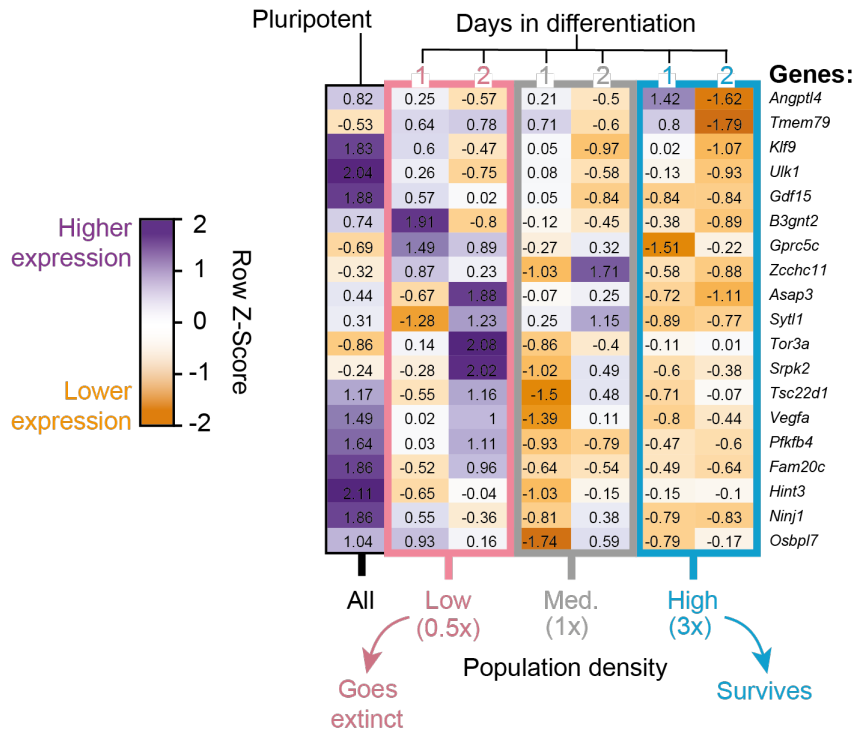 Pluripotent
Days in differentiation
1 2 1 2 1 2 Genes:
0.82 0.25 -0.57 0.21 -0.5 1.42 -1.62 Angptl4
-0.53 0.64 0.78 0.71 -0.6 0.8 -1.79 Tmem79
1.83 0.6 -0.47 0.05 -0.97 0.02 -1.07 Klf9
2.04 0.26 -0.75 0.08 -0.58 -0.13 -0.93 Ulk1
1.88 0.57 0.02 0.05 -0.84 -0.84 -0.84 Gdf15
0.74 1.91 -0.8 -0.12 -0.45 -0.38 -0.89 B3gnt2
-0.69 1.49 0.89 -0.27 0.32 -1.51 -0.22 Gprc5c
-0.32 0.87 0.23 -1.03 1.71 -0.58 -0.88 Zcchc11
0.44 -0.67 1.88 -0.07 0.25 -0.72 -1.11 Asap3
0.31 -1.28 1.23 0.25 1.15 -0.89 -0.77 Sytl1
-0.86 0.14 2.08 -0.86 -0.4 -0.11 0.01 Tor3a
-0.24 -0.28 2.02 -1.02 0.49 -0.6 -0.38 Srpk2
1.17 -0.55 1.16 -1.5 0.48 -0.71 -0.07 Tsc22d1
1.49 0.02 1 -1.39 0.11 -0.8 -0.44 Vegfa
1.64 0.03 1.11 -0.93 -0.79 -0.47 -0.6 Pfkfb4
1.86 -0.52 0.96 -0.64 -0.54 -0.49 -0.64 Fam20c
2.11 -0.65 -0.04 -1.03 -0.15 -0.15 -0.1 Hint3
1.86 0.55 -0.36 -0.81 0.38 -0.79 -0.83 Ninj1
1.04 0.93 0.16 -1.74 0.59 -0.79 -0.17 Osbpl7
Higher
expression
Lower
expression
2
1
0
-1
-2
Row Z-Score
All Low Med. High
(0.5x) (1x) (3x)
Population density
Goes
extinct
Survives